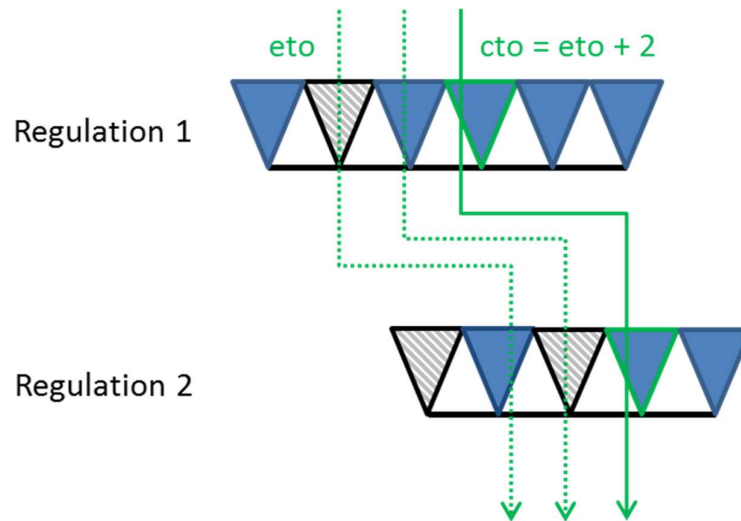 eto
cto = eto + 2
Regulation 1
Regulation 2